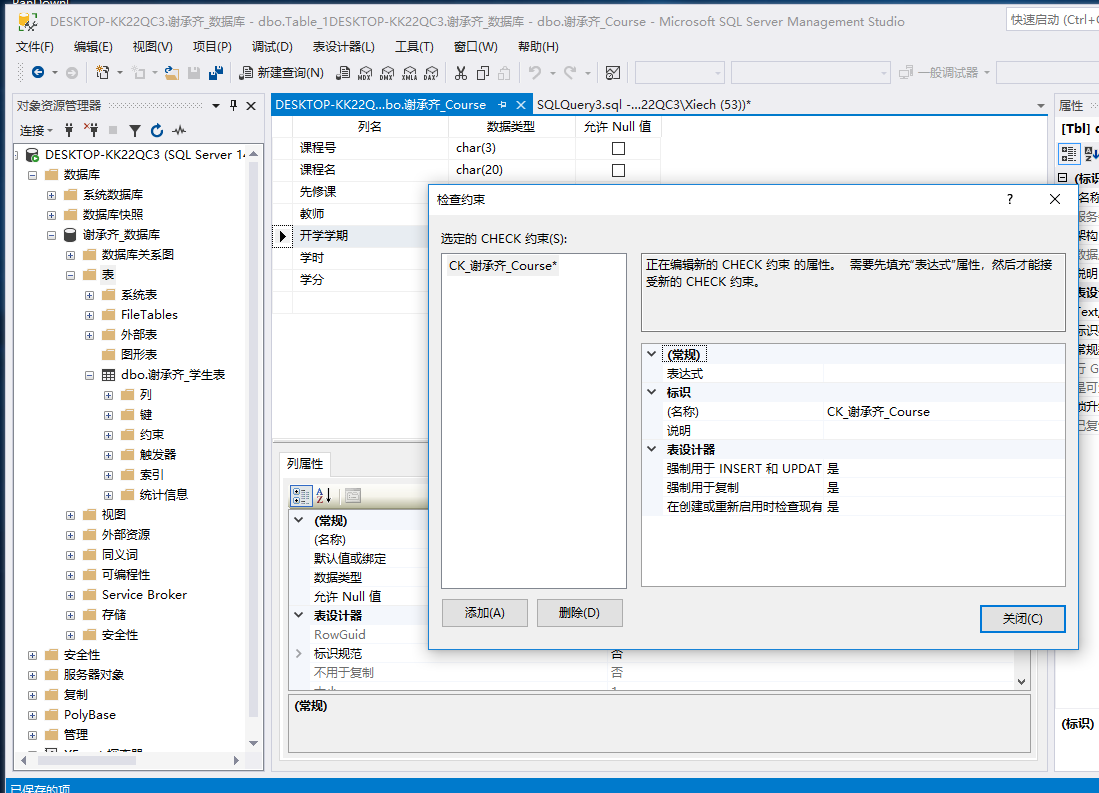 DESKTOP-KK22QC3.谢承齐_数据库 - dbo.Table_1DESKTOP-KK22QC3.谢承齐_数据库 - dbo.谢承齐_Course - Microsoft SQL Server Management Studio
快速启动 (Ctrl+
文件(F) 编辑(E) 视图(V) 项目(P) 调试(D) 表设计器(L) 工具(T) 窗口(W) 帮助(H)
新建查询(N) MDX DMX XMLA DAX 一般调试器
对象资源管理器
连接
DESKTOP-KK22QC3 (SQL Server 14
数据库
系统数据库
数据库快照
谢承齐_数据库
数据库关系图
表
系统表
FileTables
外部表
图形表
dbo.谢承齐_学生表
列
键
约束
触发器
索引
统计信息
视图
外部资源
同义词
可编程性
Service Broker
存储
安全性
安全性
服务器对象
复制
PolyBase
管理
DESKTOP-KK22Q...bo.谢承齐_Course
SQLQuery3.sql -...22QC3\Xiech (53))*
列名 数据类型 允许 Null 值
课程号 char(3)
课程名 char(20)
先修课
教师
开学学期
学时
学分
检查约束
?
选定的 CHECK 约束(S):
CK_谢承齐_Course*
正在编辑新的 CHECK 约束 的属性。 需要先填充"表达式"属性，然后才能接
受新的 CHECK 约束。
(常规)
表达式
标识
(名称) CK_谢承齐_Course
说明
表设计器
强制用于 INSERT 和 UPDAT 是
强制用于复制 是
在创建或重新启用时检查现有 是
添加(A) 删除(D)
关闭(C)
列属性
(常规)
(名称)
默认值或绑定
数据类型
允许 Null 值
表设计器
RowGuid
标识规范 否
不用于复制 否
(常规)
属性
[Tbl] d
(标识
(标识)
已保存的项